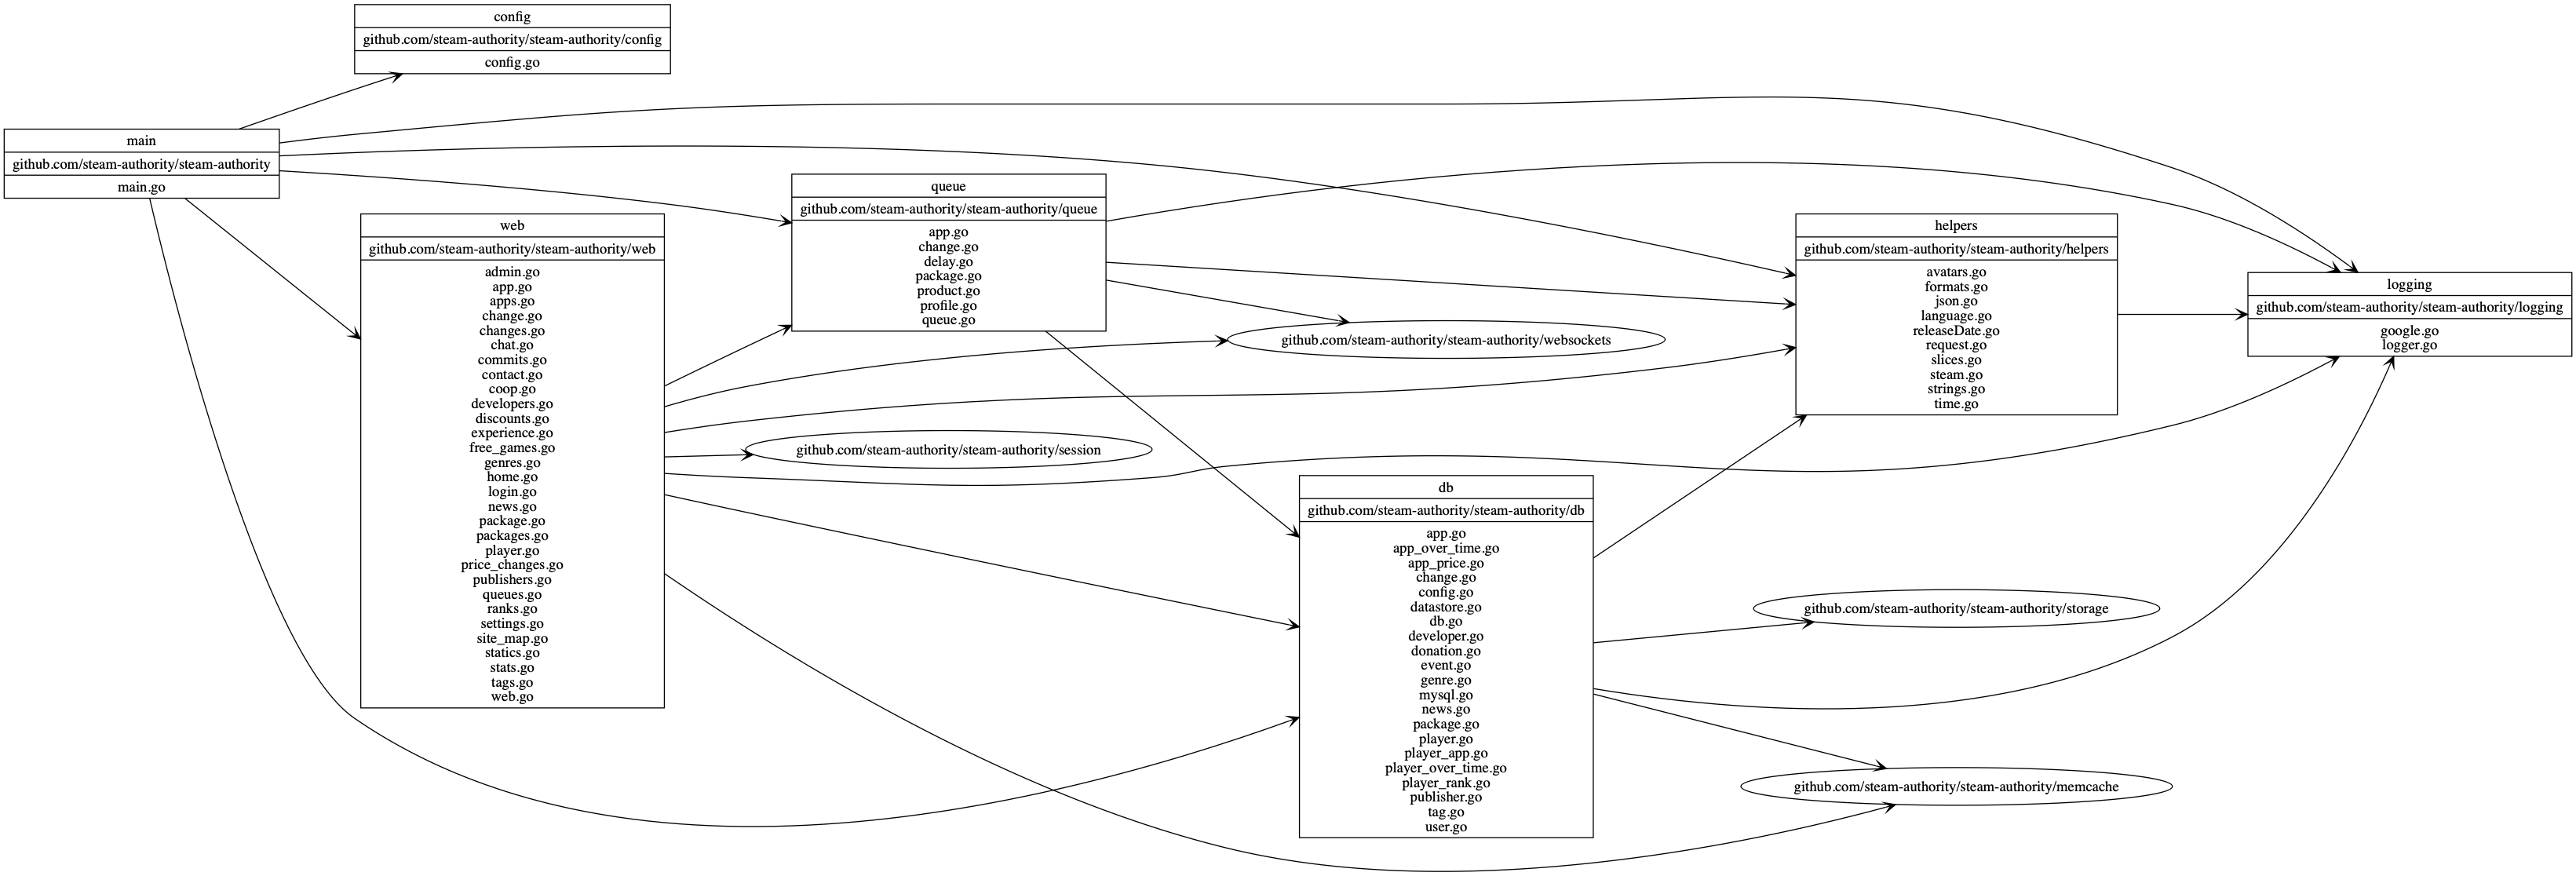 config
github.com/steam-authority/steam-authority/config
config.go
main
github.com/steam-authority/steam-authority
main.go
web
github.com/steam-authority/steam-authority/web
admin.go
app.go
apps.go
change.go
changes.go
chat.go
commits.go
contact.go
coop.go
developers.go
discounts.go
experience.go
free_games.go
genres.go
home.go
login.go
news.go
package.go
packages.go
player.go
price_changes.go
publishers.go
queues.go
ranks.go
settings.go
site_map.go
statics.go
stats.go
tags.go
web.go
queue
github.com/steam-authority/steam-authority/queue
app.go
change.go
delay.go
package.go
product.go
profile.go
queue.go
github.com/steam-authority/steam-authority/session
github.com/steam-authority/steam-authority/websockets
db
github.com/steam-authority/steam-authority/db
app.go
app_over_time.go
app_price.go
change.go
config.go
datastore.go
db.go
developer.go
donation.go
event.go
genre.go
mysql.go
news.go
package.go
player.go
player_app.go
player_over_time.go
player_rank.go
publisher.go
tag.go
user.go
helpers
github.com/steam-authority/steam-authority/helpers
avatars.go
formats.go
json.go
language.go
releaseDate.go
request.go
slices.go
steam.go
strings.go
time.go
github.com/steam-authority/steam-authority/storage
github.com/steam-authority/steam-authority/memcache
logging
github.com/steam-authority/steam-authority/logging
google.go
logger.go